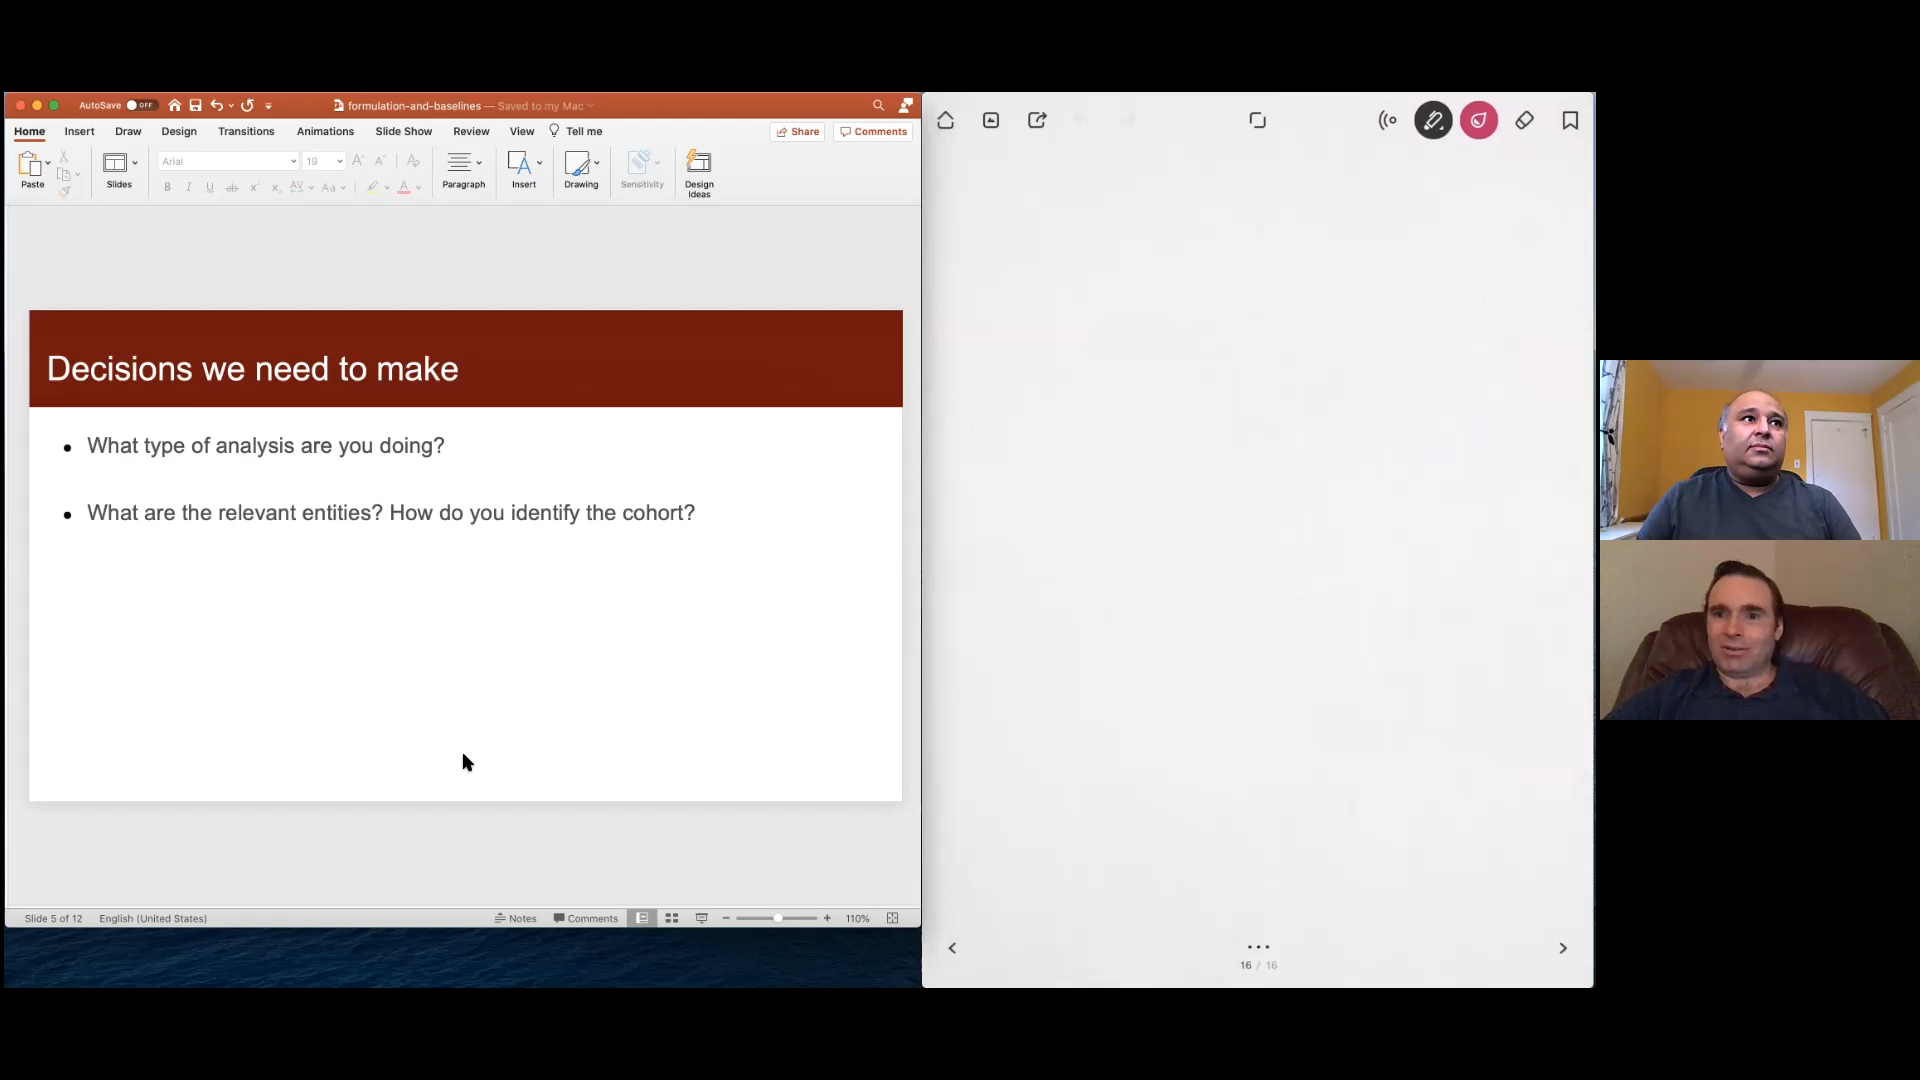 AutoSave OFF
formulation-and-baselines — Saved to my Mac
Home Insert Draw Design Transitions Animations Slide Show Review View Tell me
Share Comments
Paste
Slides
Arial 19
Paragraph
Insert
Drawing
Sensitivity
Design
Ideas
Decisions we need to make
• What type of analysis are you doing?
• What are the relevant entities? How do you identify the cohort?
Slide 5 of 12 English (United States)
Notes Comments 110%
16 / 16